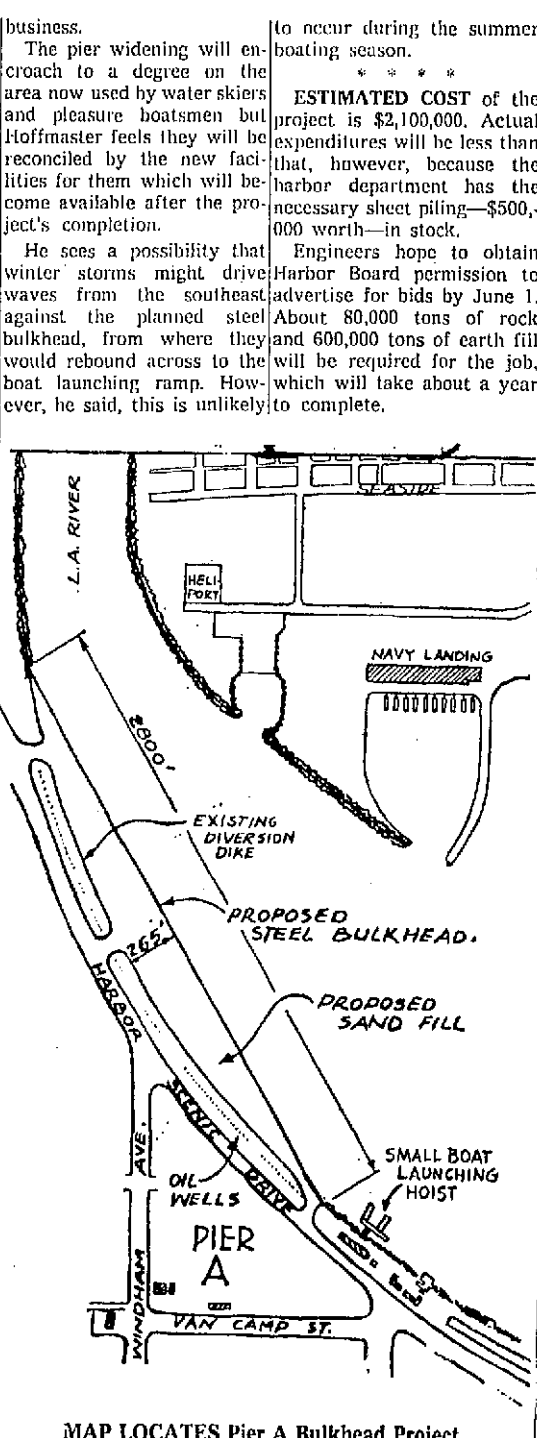 business.
The pier widening will en-
croach to a degree on the
area now used by water skiers
and pleasure boatsmen but
Hoffmaster feels they will be
reconciled by the new faci-
lities for them which will be-
come available after the pro-
ject's completion.
He sees a possibility that
winter storms might drive
waves from the southeast
against the planned steel
bulkhead, from where they
would rebound across to the
boat launching ramp. How-
ever, he said, this is unlikely
to occur during the summer
boating season.
* * * *
ESTIMATED COST of the
project is $2,100,000. Actual
expenditures will be less than
that, however, because the
harbor department has the
necessary sheet piling—$500,-
000 worth—in stock.
Engineers hope to obtain
Harbor Board permission to
advertise for bids by June 1.
About 80,000 tons of rock
and 600,000 tons of earth fill
will be required for the job,
which will take about a year
to complete.
SEASIDE
L.A. RIVER
HELI-
PORT
NAVY LANDING
2800'
EXISTING
DIVERSION
DIKE
PROPOSED
STEEL BULKHEAD.
265'
HARBOR
PROPOSED
SAND FILL
SCENIC
DRIVE
AVE.
WINDHAM
OIL
WELLS
SMALL BOAT
LAUNCHING
HOIST
PIER
A
VAN CAMP ST.
MAP LOCATES Pier A Bulkhead Project